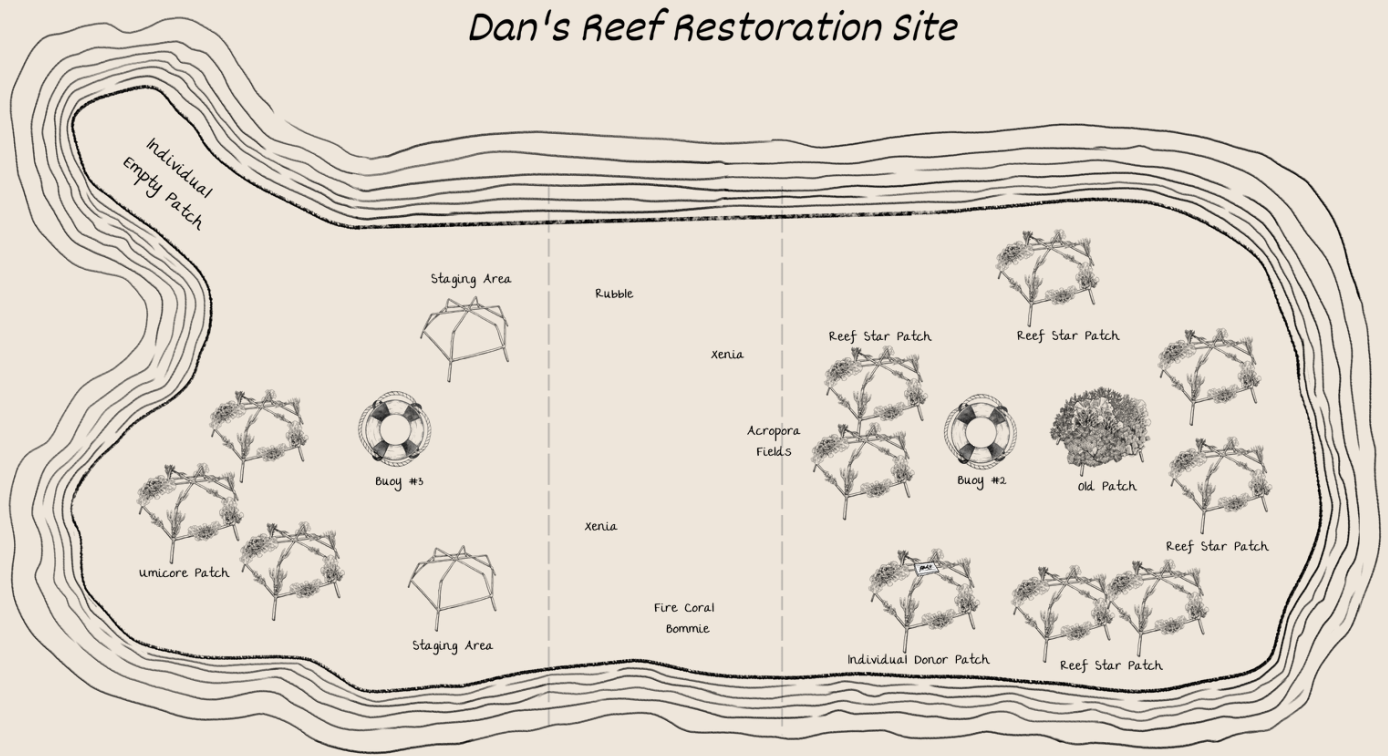 Dan's Reef Restoration Site
Individual
Empty Patch
Staging Area
Rubble
Xenia
Reef Star Patch
Reef Star Patch
Acropora
Fields
Buoy #3
Buoy #2
Old Patch
Xenia
Reef Star Patch
Umicore Patch
Fire Coral
Bommie
Staging Area
Individual Donor Patch
Reef Star Patch